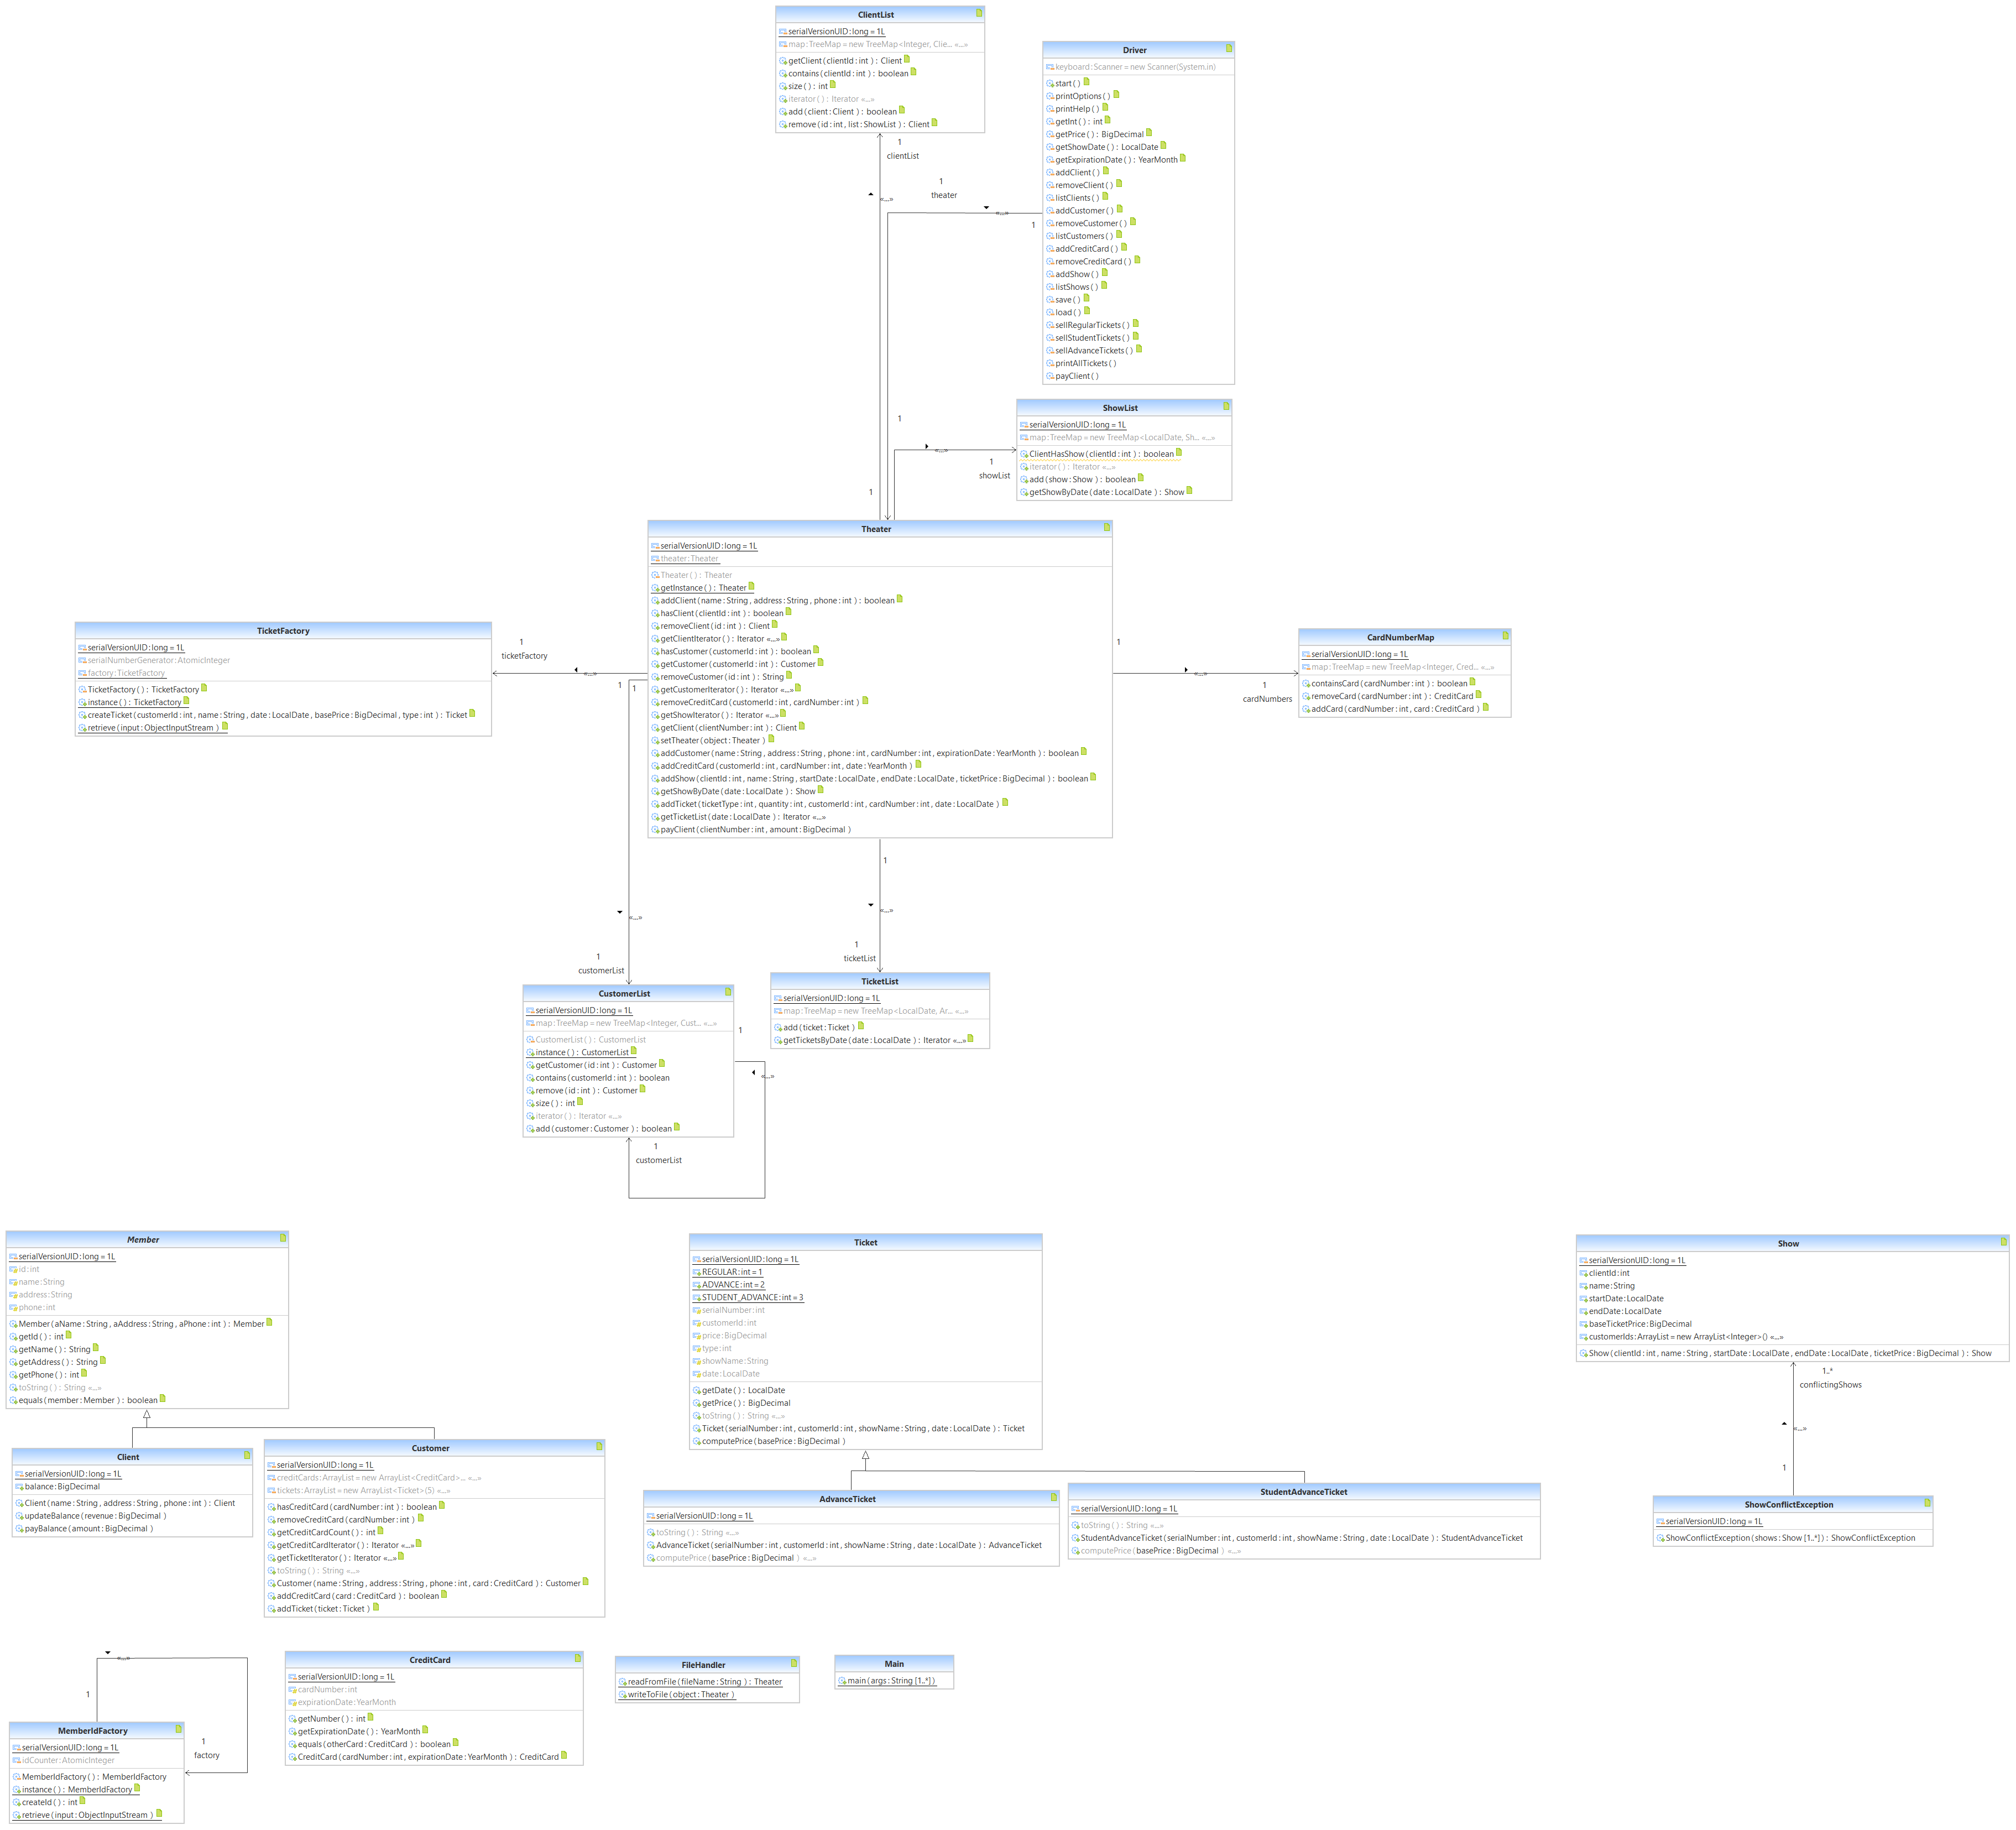 ClientList
serialVersionUID:long = 1L
map:TreeMap = new TreeMap<Integer, Clie... «...»
getClient(clientId:int): Client
contains(clientId:int): boolean
size(): int
iterator(): Iterator «...»
add(client:Client): boolean
remove(id:int, list:ShowList): Client
1
clientList
«...»
1
Driver
keyboard:Scanner = new Scanner(System.in)
start()
printOptions()
printHelp()
getInt(): int
getPrice(): BigDecimal
getShowDate(): LocalDate
getExpirationDate(): YearMonth
addClient()
removeClient()
listClients()
addCustomer()
removeCustomer()
listCustomers()
addCreditCard()
removeCreditCard()
addShow()
listShows()
save()
load()
sellRegularTickets()
sellStudentTickets()
sellAdvanceTickets()
printAllTickets()
payClient()
1
theater
«...»
1
ShowList
serialVersionUID:long = 1L
map:TreeMap = new TreeMap<LocalDate, Sh... «...»
ClientHasShow(clientId:int): boolean
iterator(): Iterator «...»
add(show:Show): boolean
getShowByDate(date:LocalDate): Show
1
«...»
1
showList
Theater
serialVersionUID:long = 1L
theater:Theater
Theater(): Theater
getInstance(): Theater
addClient(name:String, address:String, phone:int): boolean
hasClient(clientId:int): boolean
removeClient(id:int): Client
getClientIterator(): Iterator «...»
hasCustomer(customerId:int): boolean
getCustomer(customerId:int): Customer
removeCustomer(id:int): String
getCustomerIterator(): Iterator «...»
removeCreditCard(customerId:int, cardNumber:int)
getShowIterator(): Iterator «...»
getClient(clientNumber:int): Client
setTheater(object:Theater)
addCustomer(name:String, address:String, phone:int, cardNumber:int, expirationDate:YearMonth): boolean
addCreditCard(customerId:int, cardNumber:int, date:YearMonth)
addShow(clientId:int, name:String, startDate:LocalDate, endDate:LocalDate, ticketPrice:BigDecimal): boolean
getShowByDate(date:LocalDate): Show
addTicket(ticketType:int, quantity:int, customerId:int, cardNumber:int, date:LocalDate)
getTicketList(date:LocalDate): Iterator «...»
payClient(clientNumber:int, amount:BigDecimal)
TicketFactory
serialVersionUID:long = 1L
serialNumberGenerator:AtomicInteger
factory:TicketFactory
TicketFactory(): TicketFactory
instance(): TicketFactory
createTicket(customerId:int, name:String, date:LocalDate, basePrice:BigDecimal, type:int): Ticket
retrieve(input:ObjectInputStream)
1
ticketFactory
«...»
1
1
CardNumberMap
serialVersionUID:long = 1L
map:TreeMap = new TreeMap<Integer, Cred... «...»
containsCard(cardNumber:int): boolean
removeCard(cardNumber:int): CreditCard
addCard(cardNumber:int, card:CreditCard)
1
«...»
1
cardNumbers
«...»
1
customerList
1
«...»
1
ticketList
CustomerList
serialVersionUID:long = 1L
map:TreeMap = new TreeMap<Integer, Cust... «...»
CustomerList(): CustomerList
instance(): CustomerList
getCustomer(id:int): Customer
contains(customerId:int): boolean
remove(id:int): Customer
size(): int
iterator(): Iterator «...»
add(customer:Customer): boolean
1
«...»
1
customerList
TicketList
serialVersionUID:long = 1L
map:TreeMap = new TreeMap<LocalDate, Ar... «...»
add(ticket:Ticket)
getTicketsByDate(date:LocalDate): Iterator «...»
Member
serialVersionUID:long = 1L
id:int
name:String
address:String
phone:int
Member(aName:String, aAddress:String, aPhone:int): Member
getId(): int
getName(): String
getAddress(): String
getPhone(): int
toString(): String «...»
equals(member:Member): boolean
Ticket
serialVersionUID:long = 1L
REGULAR:int = 1
ADVANCE:int = 2
STUDENT_ADVANCE:int = 3
serialNumber:int
customerId:int
price:BigDecimal
type:int
showName:String
date:LocalDate
getDate(): LocalDate
getPrice(): BigDecimal
toString(): String «...»
Ticket(serialNumber:int, customerId:int, showName:String, date:LocalDate): Ticket
computePrice(basePrice:BigDecimal)
Show
serialVersionUID:long = 1L
clientId:int
name:String
startDate:LocalDate
endDate:LocalDate
baseTicketPrice:BigDecimal
customerIds:ArrayList = new ArrayList<Integer>() «...»
Show(clientId:int, name:String, startDate:LocalDate, endDate:LocalDate, ticketPrice:BigDecimal): Show
1..*
conflictingShows
«...»
1
Client
serialVersionUID:long = 1L
balance:BigDecimal
Client(name:String, address:String, phone:int): Client
updateBalance(revenue:BigDecimal)
payBalance(amount:BigDecimal)
Customer
serialVersionUID:long = 1L
creditCards:ArrayList = new ArrayList<CreditCard>... «...»
tickets:ArrayList = new ArrayList<Ticket>(5) «...»
hasCreditCard(cardNumber:int): boolean
removeCreditCard(cardNumber:int)
getCreditCardCount(): int
getCreditCardIterator(): Iterator «...»
getTicketIterator(): Iterator «...»
toString(): String «...»
Customer(name:String, address:String, phone:int, card:CreditCard): Customer
addCreditCard(card:CreditCard): boolean
addTicket(ticket:Ticket)
AdvanceTicket
serialVersionUID:long = 1L
toString(): String «...»
AdvanceTicket(serialNumber:int, customerId:int, showName:String, date:LocalDate): AdvanceTicket
computePrice(basePrice:BigDecimal) «...»
StudentAdvanceTicket
serialVersionUID:long = 1L
toString(): String «...»
StudentAdvanceTicket(serialNumber:int, customerId:int, showName:String, date:LocalDate): StudentAdvanceTicket
computePrice(basePrice:BigDecimal) «...»
ShowConflictException
serialVersionUID:long = 1L
ShowConflictException(shows:Show [1..*]): ShowConflictException
«...»
1
1
factory
MemberIdFactory
serialVersionUID:long = 1L
idCounter:AtomicInteger
MemberIdFactory(): MemberIdFactory
instance(): MemberIdFactory
createId(): int
retrieve(input:ObjectInputStream)
CreditCard
serialVersionUID:long = 1L
cardNumber:int
expirationDate:YearMonth
getNumber(): int
getExpirationDate(): YearMonth
equals(otherCard:CreditCard): boolean
CreditCard(cardNumber:int, expirationDate:YearMonth): CreditCard
FileHandler
readFromFile(fileName:String): Theater
writeToFile(object:Theater)
Main
main(args:String [1..*])